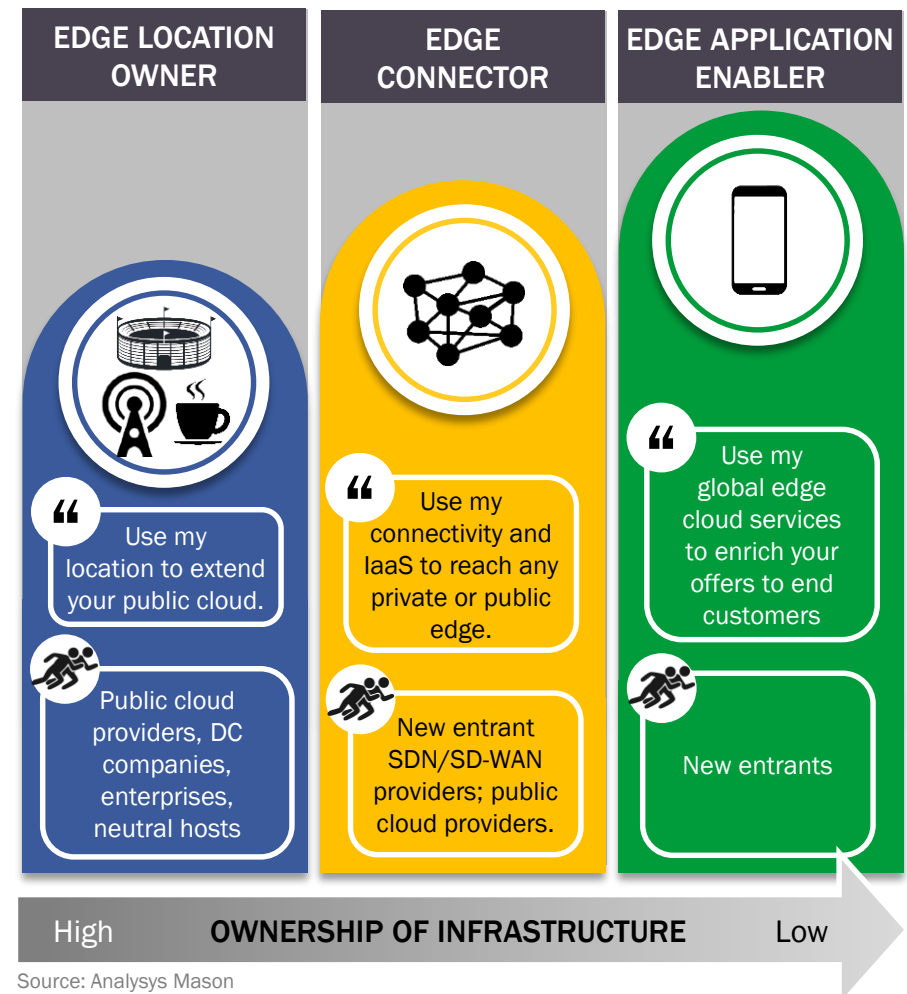 EDGE LOCATION
OWNER
EDGE
CONNECTOR
EDGE APPLICATION
ENABLER
“
Use my
location to extend
your public cloud.
Public cloud
providers, DC
companies,
enterprises,
neutral hosts
“
Use my
connectivity and
IaaS to reach any
private or public
edge.
New entrant
SDN/SD-WAN
providers; public
cloud providers.
“
Use my
global edge
cloud services
to enrich your
offers to end
customers
New entrants
High OWNERSHIP OF INFRASTRUCTURE Low
Source: Analysys Mason